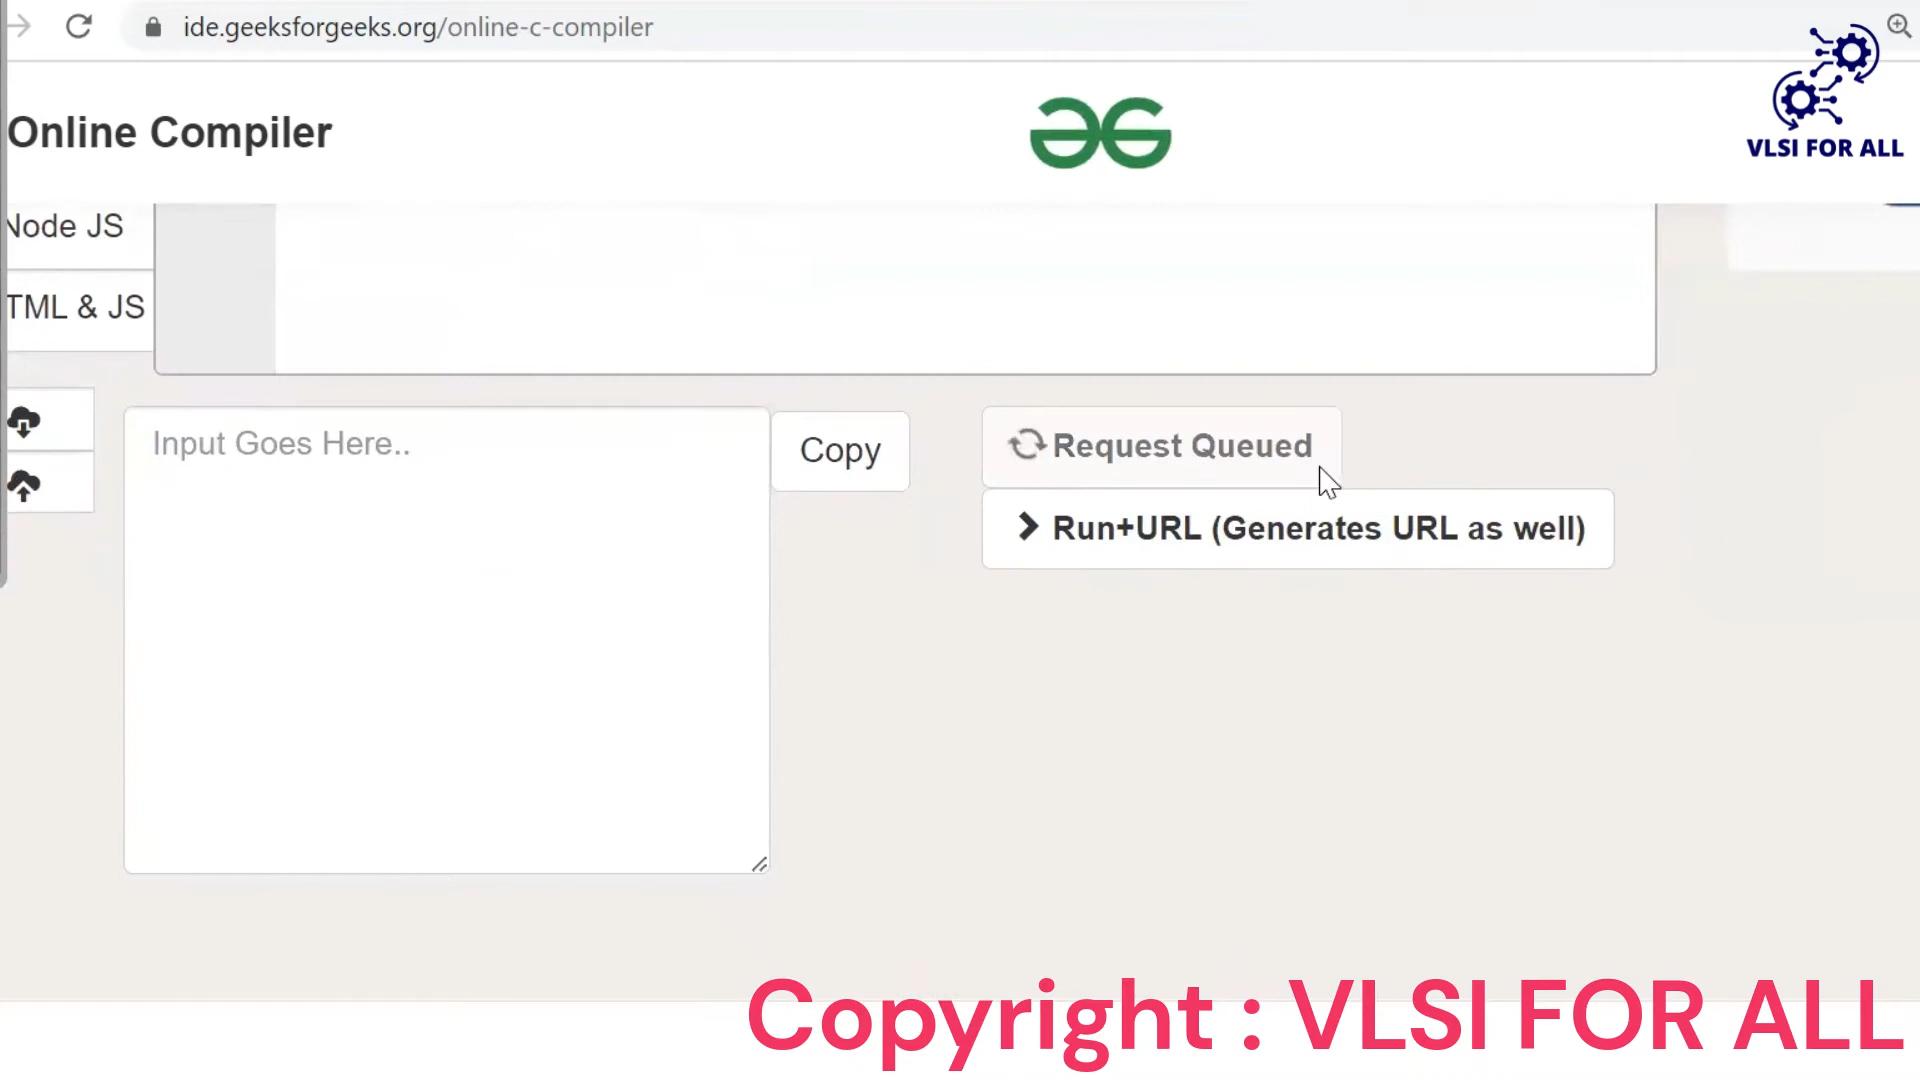 ide.geeksforgeeks.org/online-c-compiler
VLSI FOR ALL
Online Compiler
Node JS
TML & JS
Input Goes Here..
Copy
Request Queued
Run+URL (Generates URL as well)
Copyright : VLSI FOR ALL